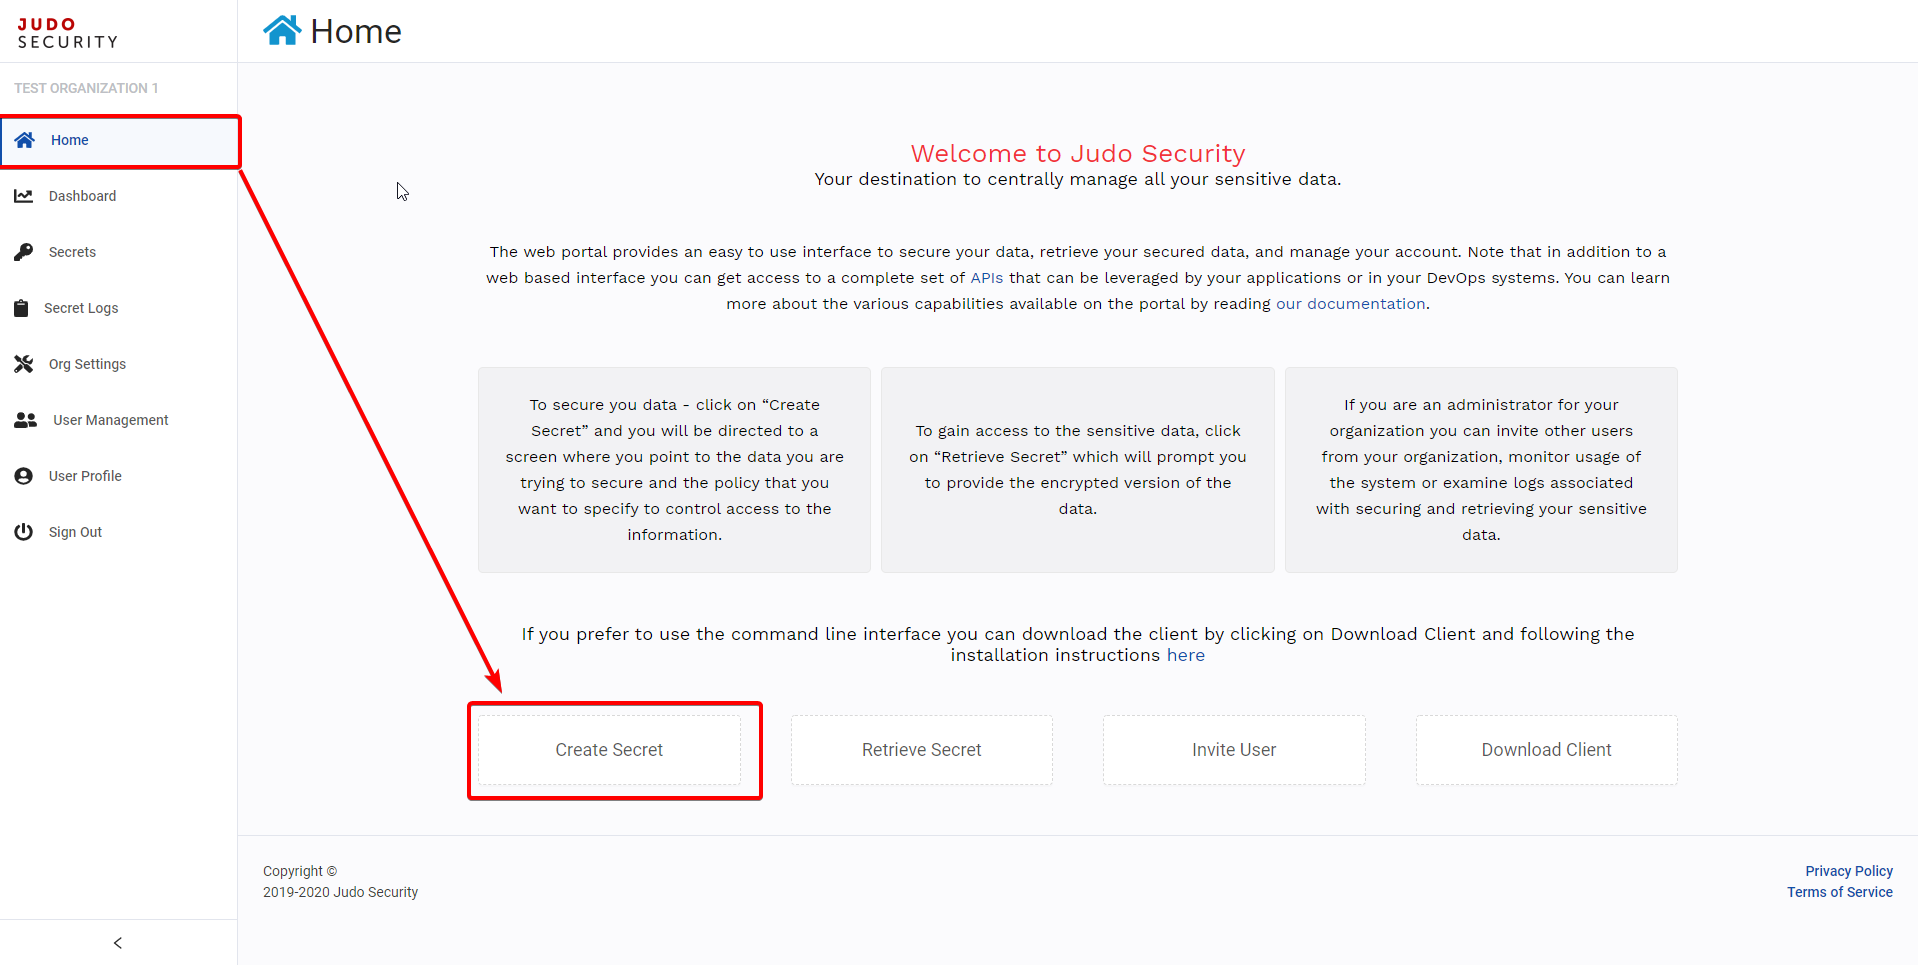 JUDO
SECURITY
Home
TEST ORGANIZATION 1
Home
Dashboard
Secrets
Secret Logs
Org Settings
User Management
User Profile
Sign Out
Welcome to Judo Security
Your destination to centrally manage all your sensitive data.
The web portal provides an easy to use interface to secure your data, retrieve your secured data, and manage your account. Note that in addition to a
web based interface you can get access to a complete set of APIs that can be leveraged by your applications or in your DevOps systems. You can learn
more about the various capabilities available on the portal by reading our documentation.
To secure you data - click on “Create
Secret” and you will be directed to a
screen where you point to the data you are
trying to secure and the policy that you
want to specify to control access to the
information.
To gain access to the sensitive data, click
on “Retrieve Secret” which will prompt you
to provide the encrypted version of the
data.
If you are an administrator for your
organization you can invite other users
from your organization, monitor usage of
the system or examine logs associated
with securing and retrieving your sensitive
data.
If you prefer to use the command line interface you can download the client by clicking on Download Client and following the
installation instructions here
Create Secret
Retrieve Secret
Invite User
Download Client
Copyright ©
2019-2020 Judo Security
Privacy Policy
Terms of Service